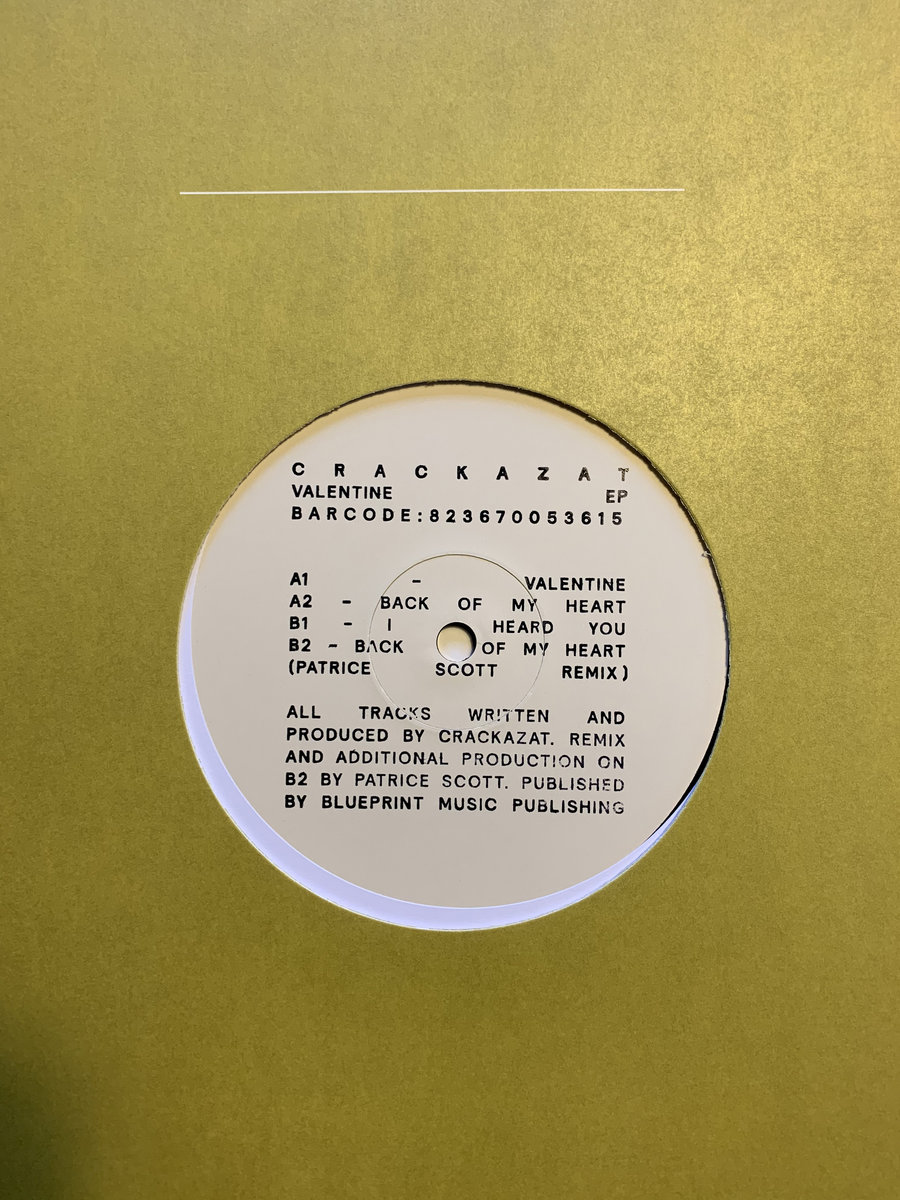 C R A C K A Z A T
VALENTINE EP
BARCODE:823670053615
A1 - VALENTINE
A2 - BACK OF MY HEART
B1 - I HEARD YOU
B2 - BACK OF MY HEART
(PATRICE SCOTT REMIX)
ALL TRACKS WRITTEN AND
PRODUCED BY CRACKAZAT. REMIX
AND ADDITIONAL PRODUCTION ON
B2 BY PATRICE SCOTT. PUBLISHED
BY BLUEPRINT MUSIC PUBLISHING